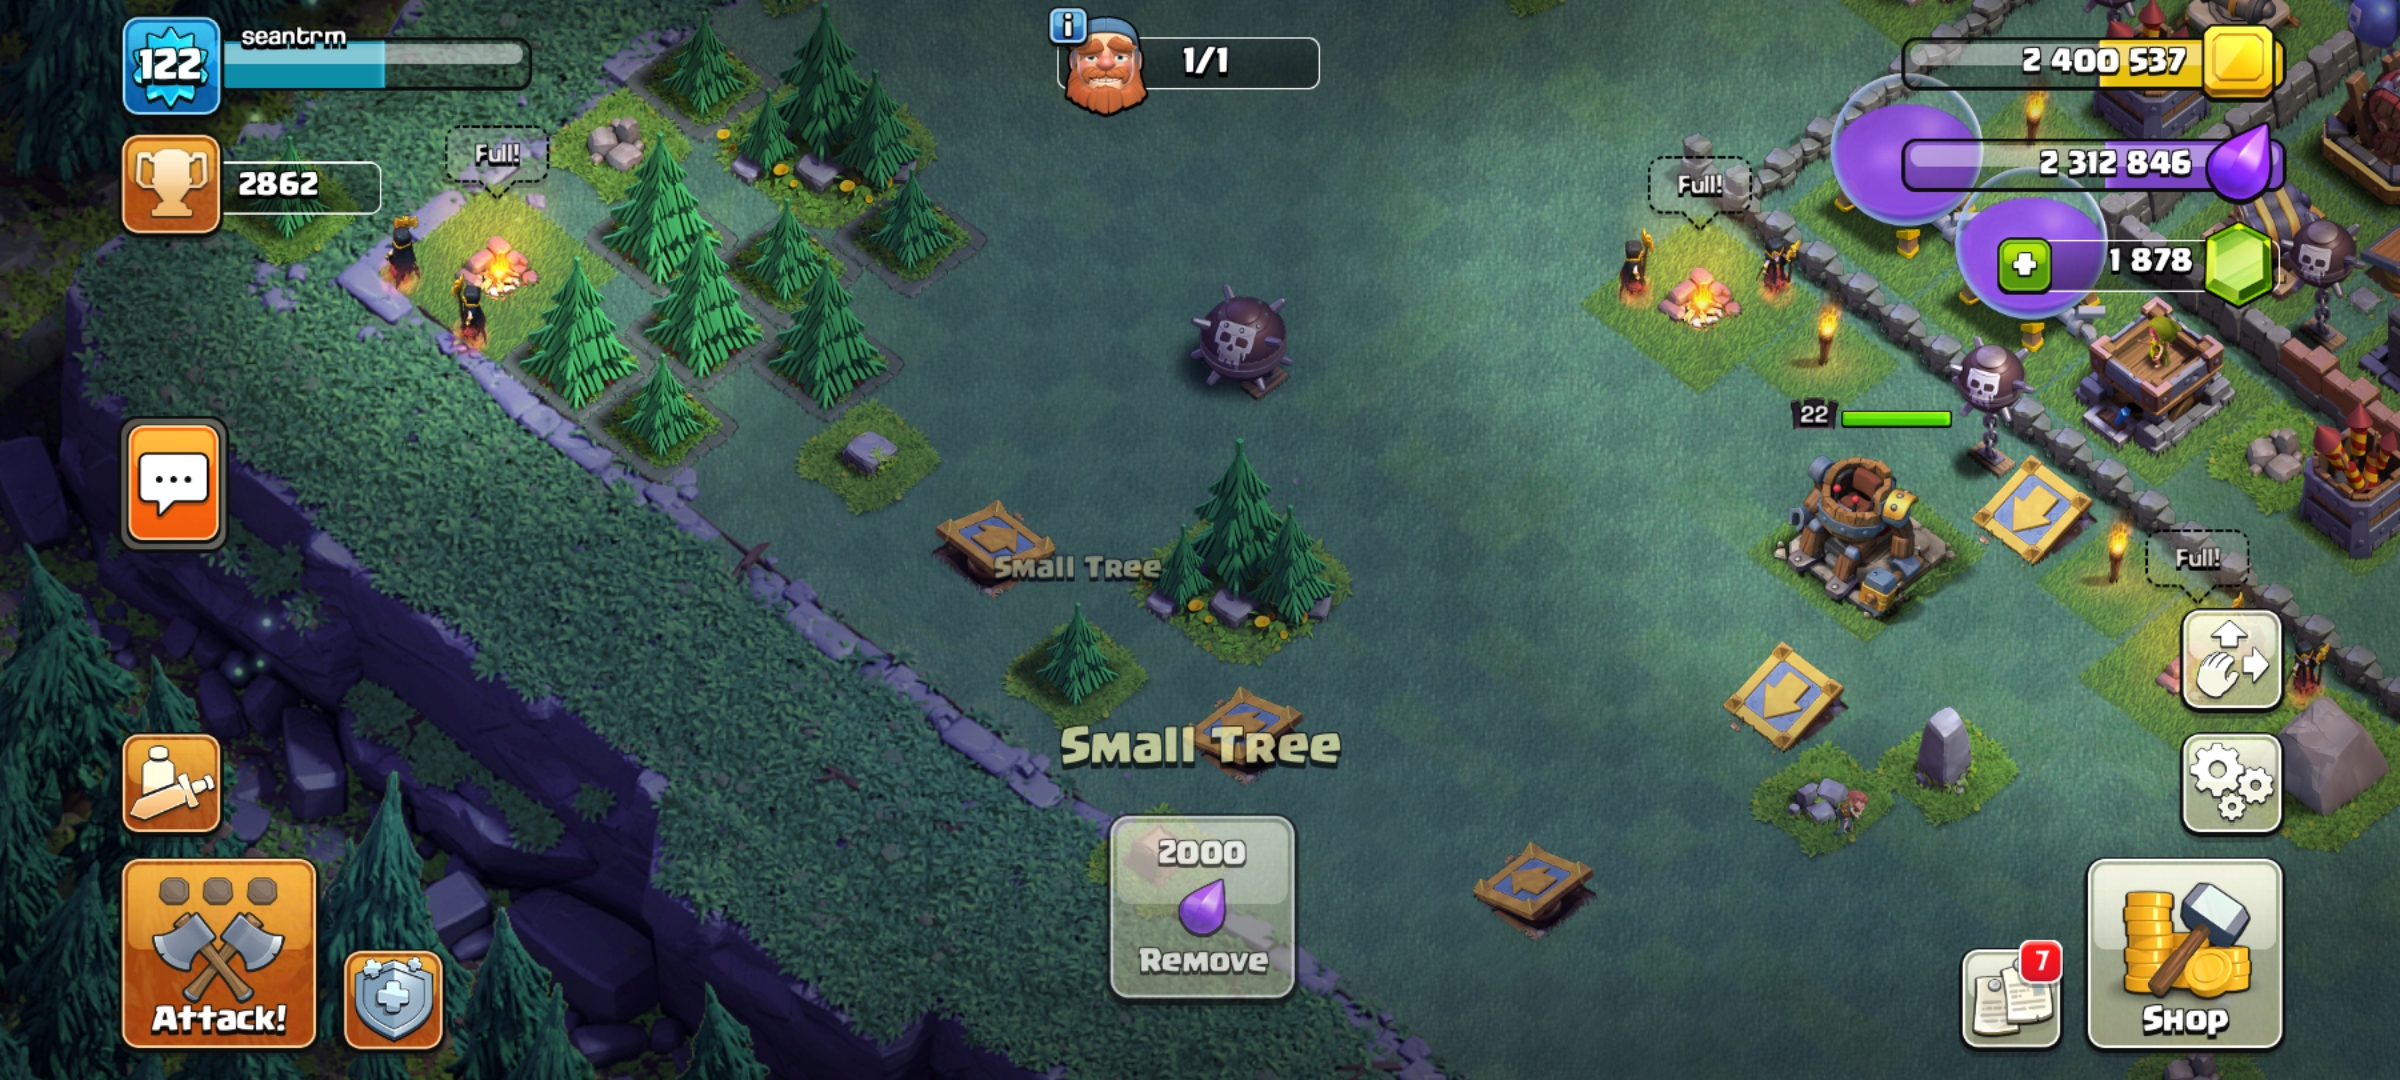 122
seantrm
1/1
2 400 537
2862
Full!
Full!
2 312 846
1 878
22
Small Tree
Full!
Small Tree
2000
Remove
Attack!
7
Shop